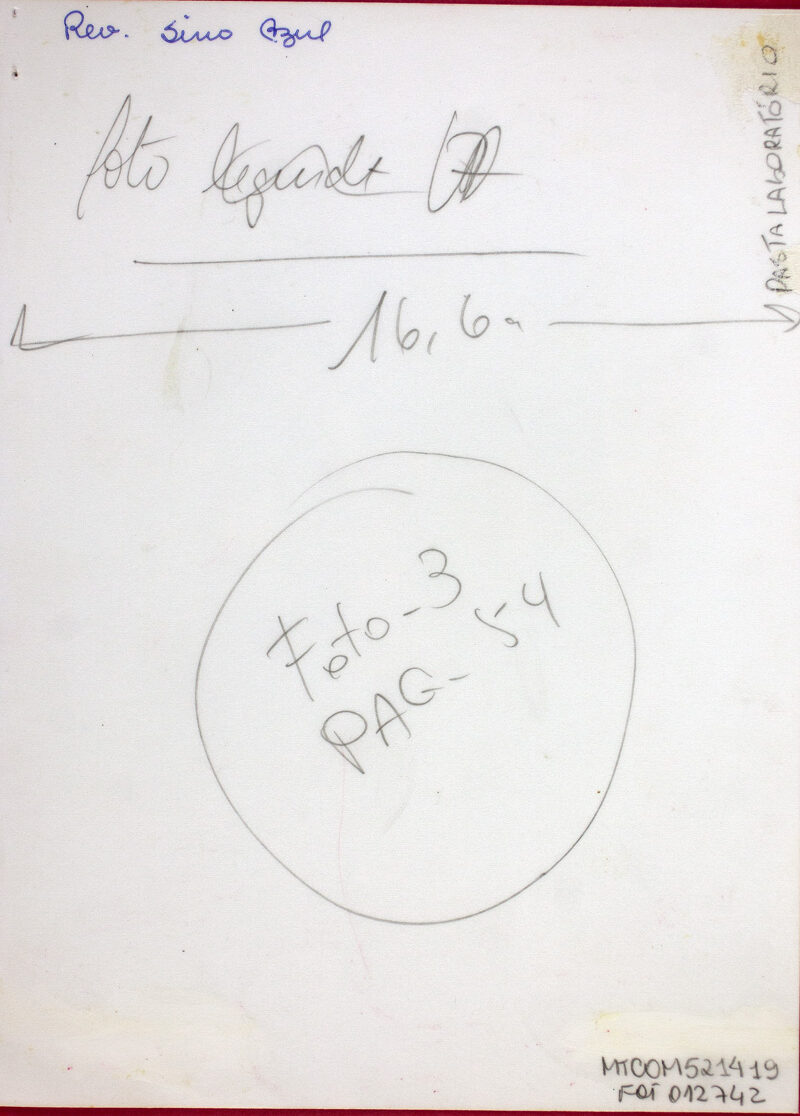 Rev. Sino Azul
PASTA LABORATÓRIO
foto legenda
16,6
Foto-3
PAG- 54
MTCOM521419
FOT 012742